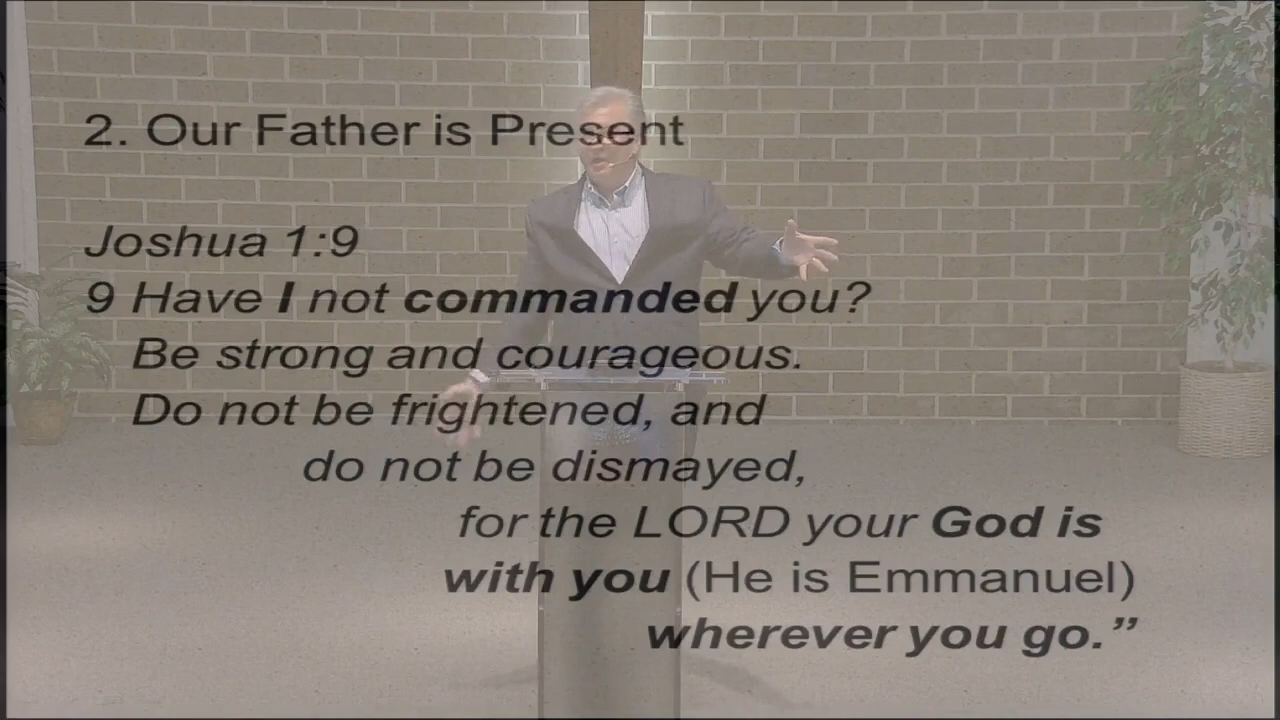 2. Our Father is Present
Joshua 1:9
9 Have I not commanded you?
Be strong and courageous.
Do not be frightened, and
do not be dismayed,
for the LORD your God is
with you (He is Emmanuel)
wherever you go.”